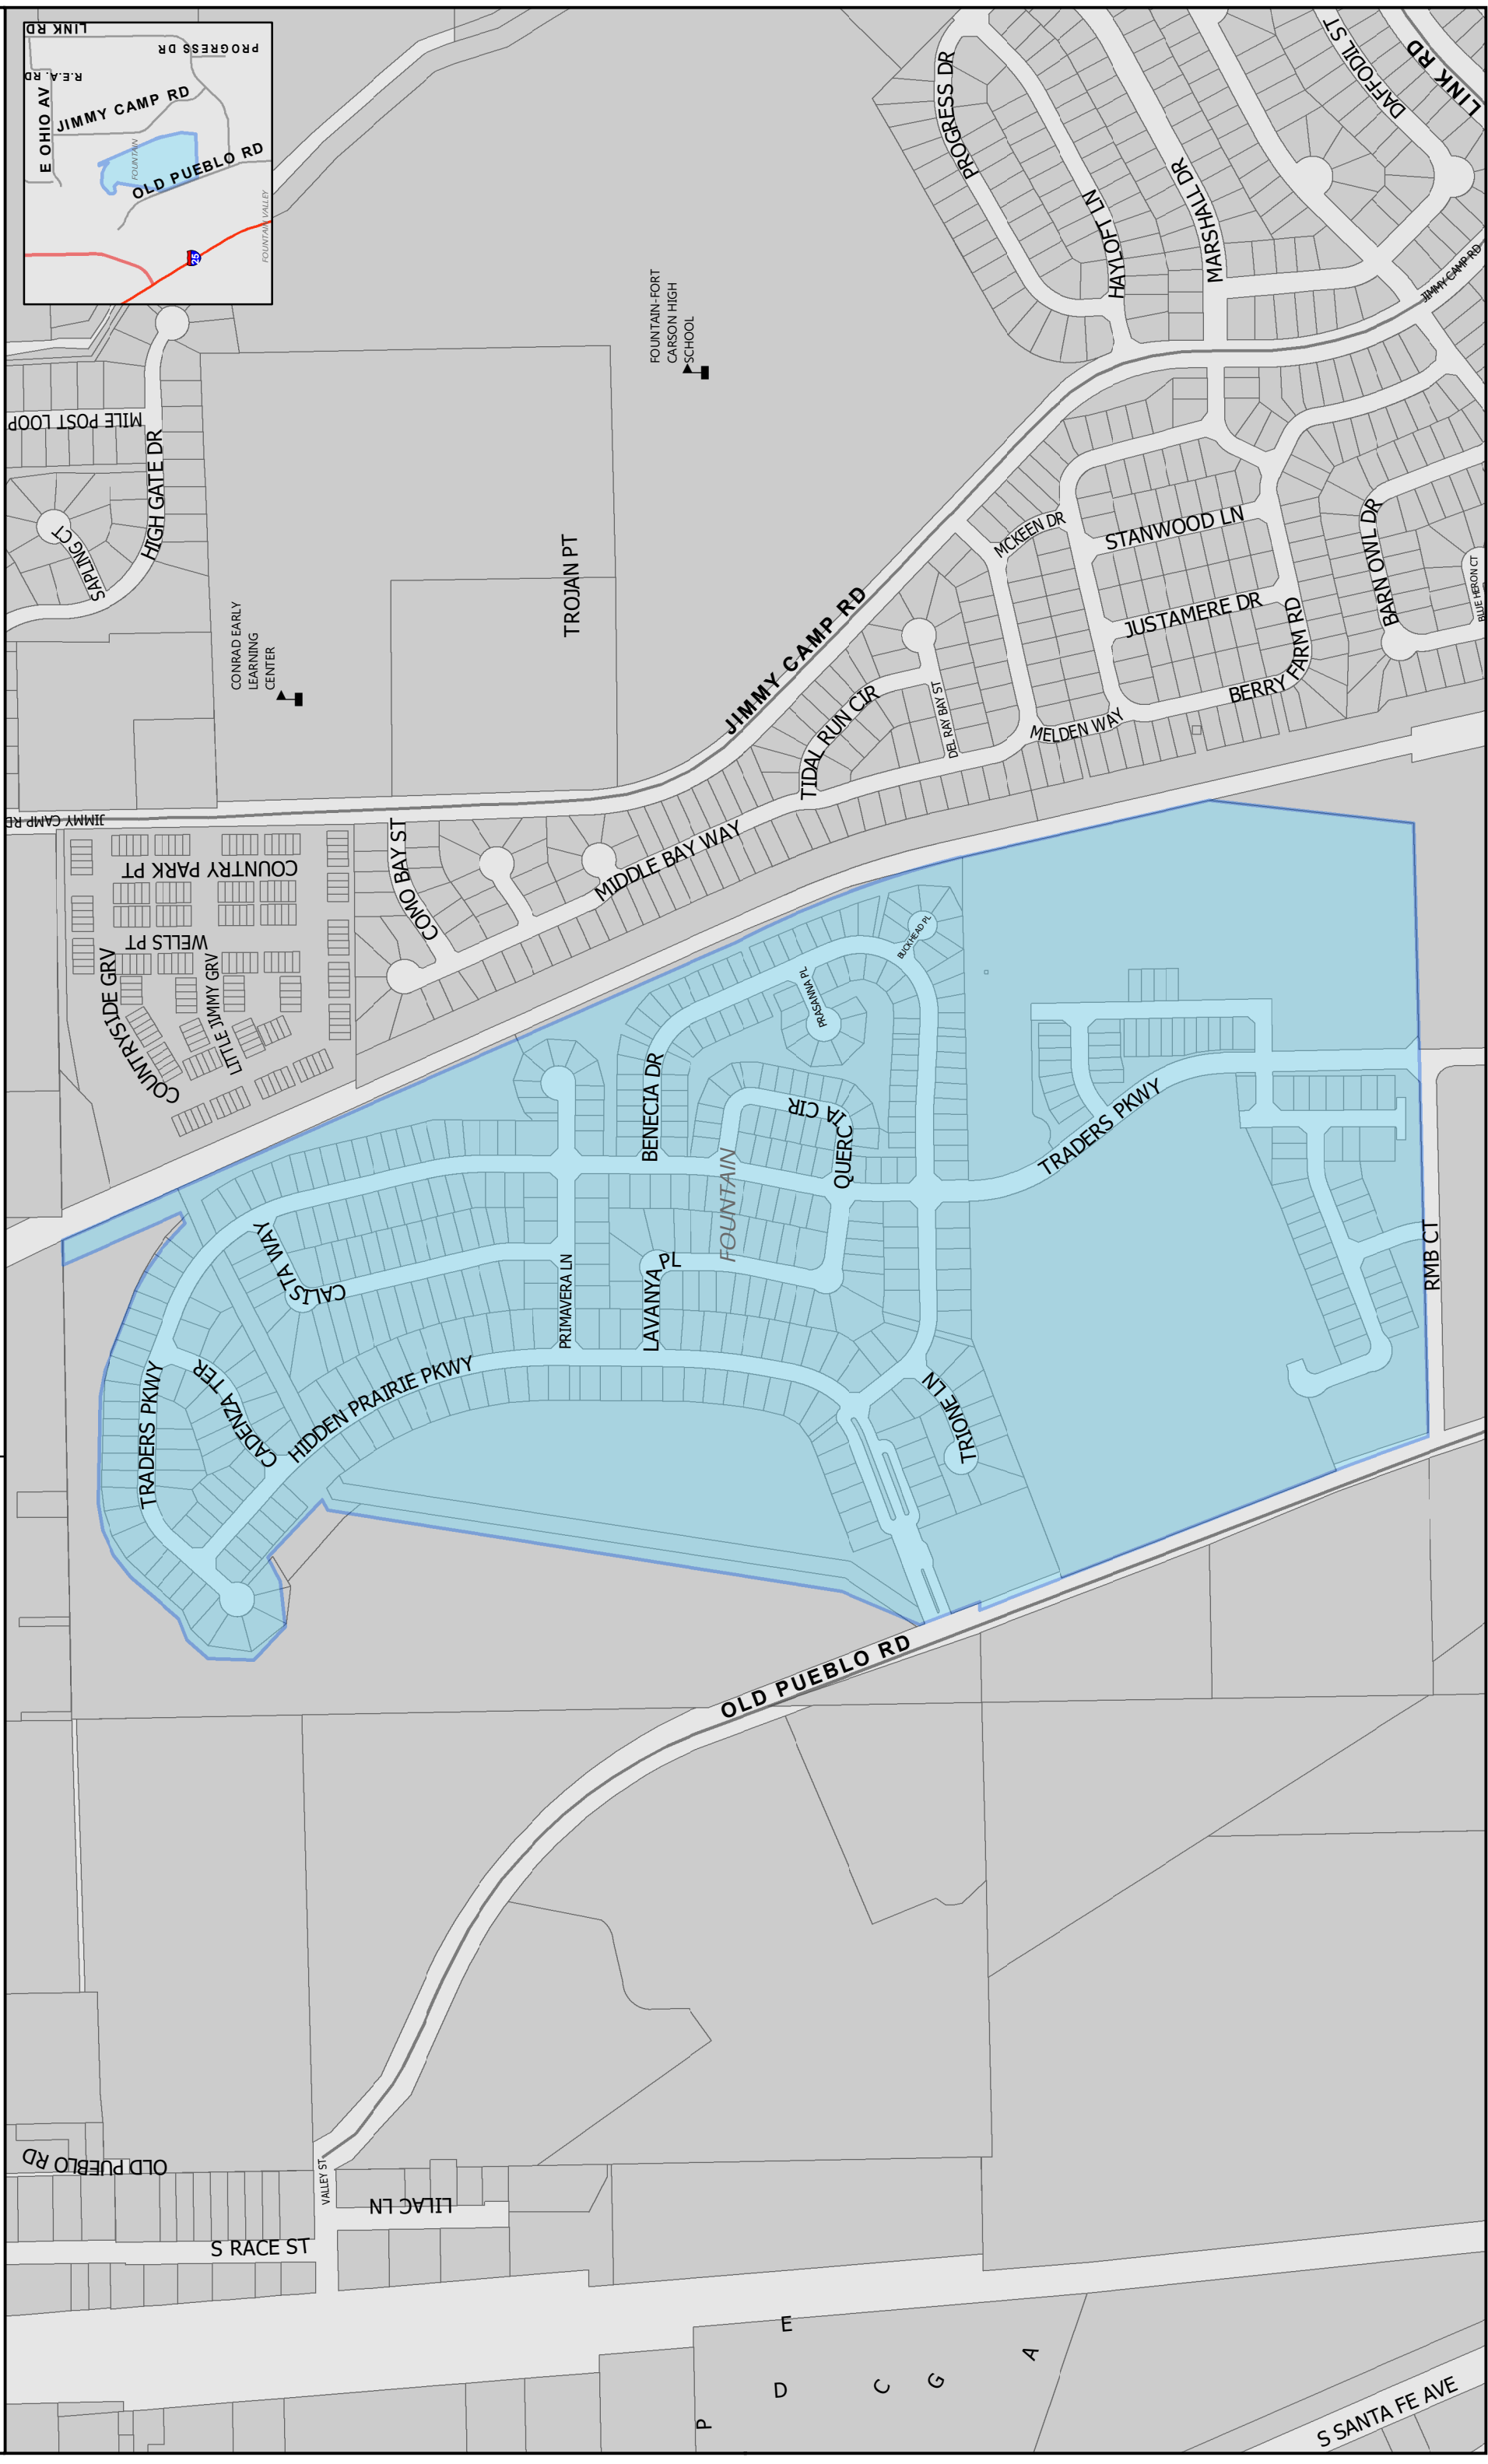 LINK RD
PROGRESS DR
R.E.A. RD
E OHIO AV
JIMMY CAMP RD
FOUNTAIN
OLD PUEBLO RD
FOUNTAIN VALLEY
25
PROGRESS DR
HAYLOFT LN
MARSHALL DR
DAFFODIL ST
LINK RD
JIMMY CAMP RD
FOUNTAIN-FORT
CARSON HIGH
SCHOOL
MILE POST LOOP
HIGH GATE DR
SAPLING CT
CONRAD EARLY
LEARNING
CENTER
TROJAN PT
JIMMY CAMP RD
MCKEEN DR
STANWOOD LN
JUSTAMERE DR
BARN OWL DR
BLUE HERON CT
BERRY FARM RD
MELDEN WAY
DEL RAY BAY ST
TIDAL RUN CIR
JIMMY CAMP RD
COUNTRY PARK PT
WELLS PT
COUNTRYSIDE GRV
LITTLE JIMMY GRV
COMO BAY ST
MIDDLE BAY WAY
BUCKHEAD PL
PRASANNA PL
BENECIA DR
QUERCIA CIR
FOUNTAIN
TRADERS PKWY
CALISTA WAY
PRIMAVERA LN
LAVANYA PL
RMB CT
TRADERS PKWY
CADENZA TER
HIDDEN PRAIRIE PKWY
TRIONE LN
OLD PUEBLO RD
OLD PUEBLO RD
VALLEY ST
LILAC LN
S RACE ST
E
D
C
G
A
P
S SANTA FE AVE